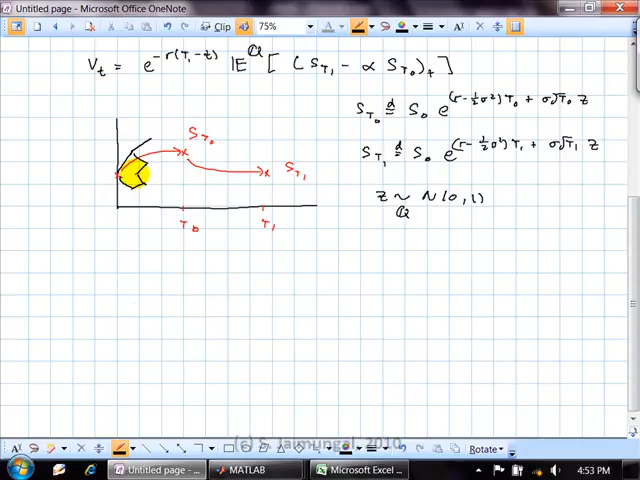 Untitled page - Microsoft Office OneNote
75%
V_t = e^{-r(T_1-t)} 𝔼^ℚ [ (S_{T_1} - α S_{T_0})_+ ]
S_{T_0} =^d S_0 e^{(r-½σ²)T_0 + σ√T_0 Z}
S_{T_0}
S_{T_1} =^d S_0 e^{(r-½σ²)T_1 + σ√T_1 Z}
S_{T_1}
Z ~_ℚ N(0,1)
T_0 T_1
(c) S. Jaimungal, 2010
Rotate
Untitled page - ... MATLAB Microsoft Excel ... 4:53 PM